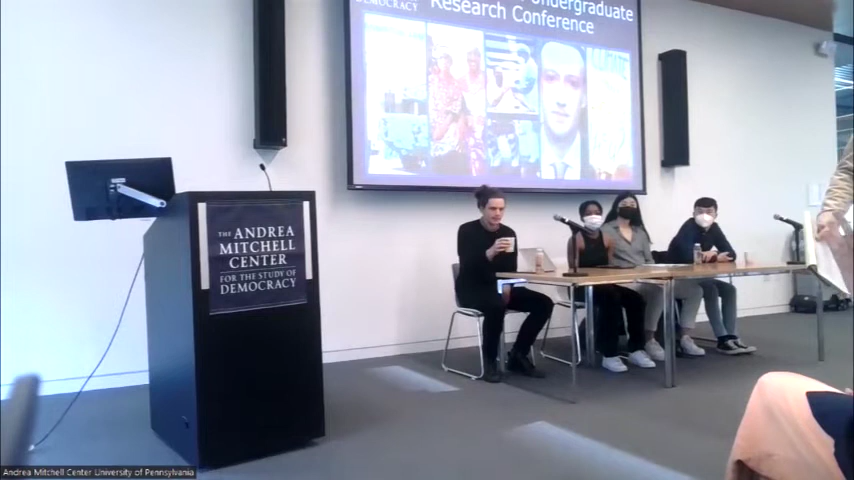 DEMOCRACY
Undergraduate
Research Conference
THE ANDREA
MITCHELL
CENTER
FOR THE STUDY OF
DEMOCRACY
Andrea Mitchell Center University of Pennsylvania